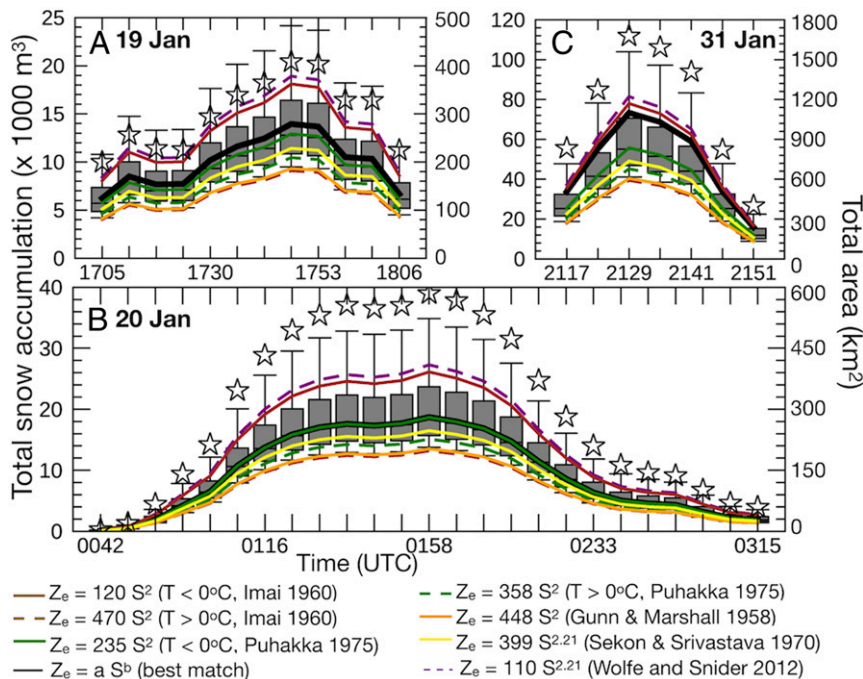 A 19 Jan
C 31 Jan
B 20 Jan
Total snow accumulation (x 1000 m³)
Total area (km²)
Time (UTC)
25
20
15
10
5
0
500
400
300
200
100
0
1705 1730 1753 1806
120
100
80
60
40
20
0
1800
1500
1200
900
600
300
0
2117 2129 2141 2151
40
30
20
10
0
600
450
300
150
0
0042 0116 0158 0233 0315
Zₑ = 120 S² (T < 0°C, Imai 1960)
Zₑ = 470 S² (T > 0°C, Imai 1960)
Zₑ = 235 S² (T < 0°C, Puhakka 1975)
Zₑ = a Sᵇ (best match)
Zₑ = 358 S² (T > 0°C, Puhakka 1975)
Zₑ = 448 S² (Gunn & Marshall 1958)
Zₑ = 399 S²·²¹ (Sekon & Srivastava 1970)
Zₑ = 110 S²·²¹ (Wolfe and Snider 2012)